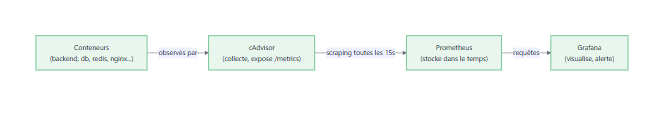 Conteneurs
(backend, db, redis, nginx...)
observés par
cAdvisor
(collecte, expose /metrics)
scraping toutes les 15s
Prometheus
(stocke dans le temps)
requêtes
Grafana
(visualise, alerte)